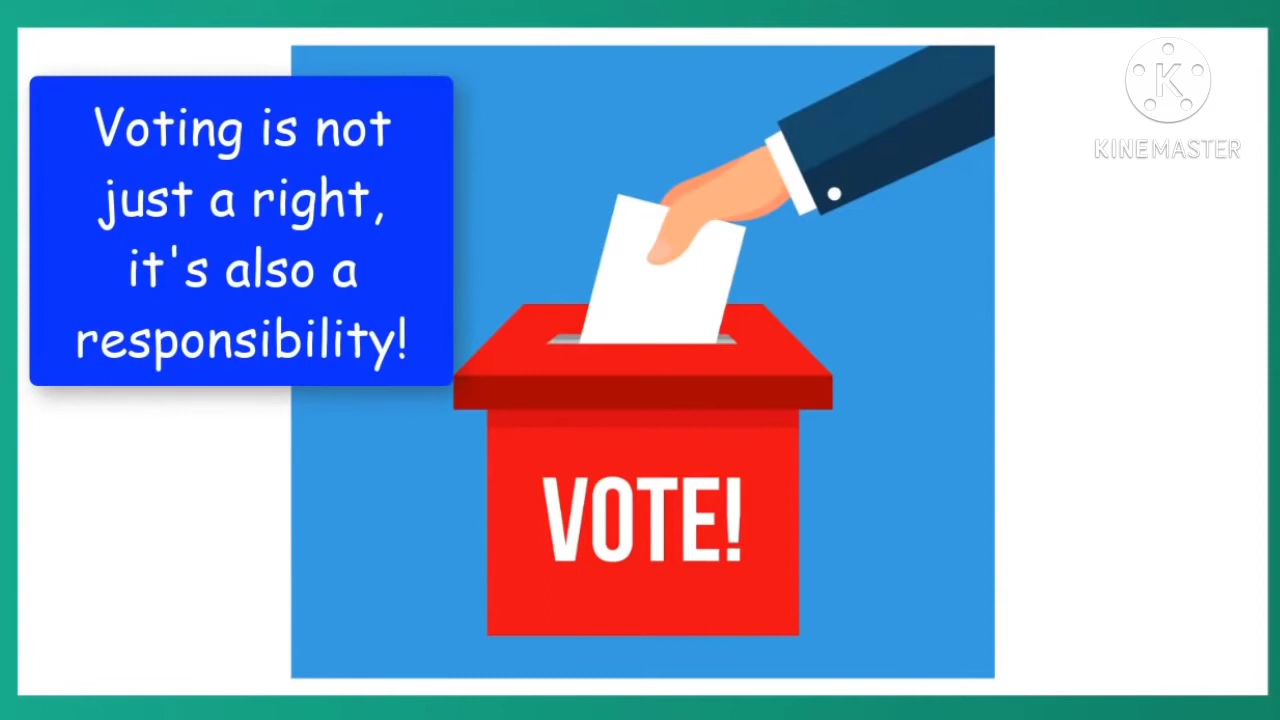 Voting is not
just a right,
it's also a
responsibility!
K
KINEMASTER
VOTE!